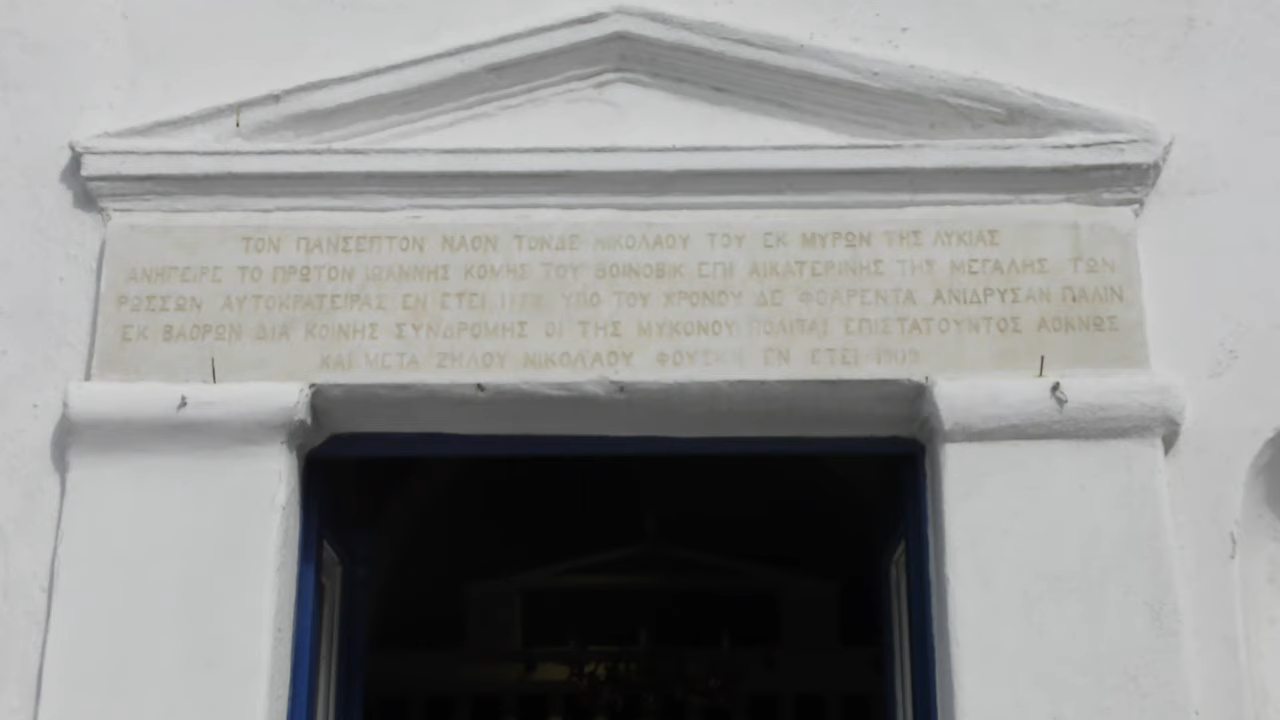 ΤΟΝ ΠΑΝΣΕΠΤΟΝ ΝΑΟΝ ΤΟΝΔΕ ΝΙΚΟΛΑΟΥ ΤΟΥ ΕΚ ΜΥΡΩΝ ΤΗΣ ΛΥΚΙΑΣ
ΑΝΗΓΕΙΡΕ ΤΟ ΠΡΩΤΟΝ ΙΩΑΝΝΗΣ ΚΟΜΗΣ ΤΟΥ ΒΟΙΝΟΒΙΚ ΕΠΙ ΑΙΚΑΤΕΡΙΝΗΣ ΤΗΣ ΜΕΓΑΛΗΣ ΤΩΝ
ΡΩΣΣΩΝ ΑΥΤΟΚΡΑΤΕΙΡΑΣ ΕΝ ΕΤΕΙ ΥΠΟ ΤΟΥ ΧΡΟΝΟΥ ΔΕ ΦΘΑΡΕΝΤΑ ΑΝΙΔΡΥΣΑΝ ΠΑΛΙΝ
ΕΚ ΒΑΘΡΩΝ ΔΙΑ ΚΟΙΝΗΣ ΣΥΝΔΡΟΜΗΣ ΟΙ ΤΗΣ ΜΥΚΟΝΟΥ ΠΟΛΙΤΑΙ ΕΠΙΣΤΑΤΟΥΝΤΟΣ ΑΟΚΝΩΣ
ΚΑΙ ΜΕΤΑ ΖΗΛΟΥ ΝΙΚΟΛΑΟΥ ΕΝ ΕΤΕΙ 1909